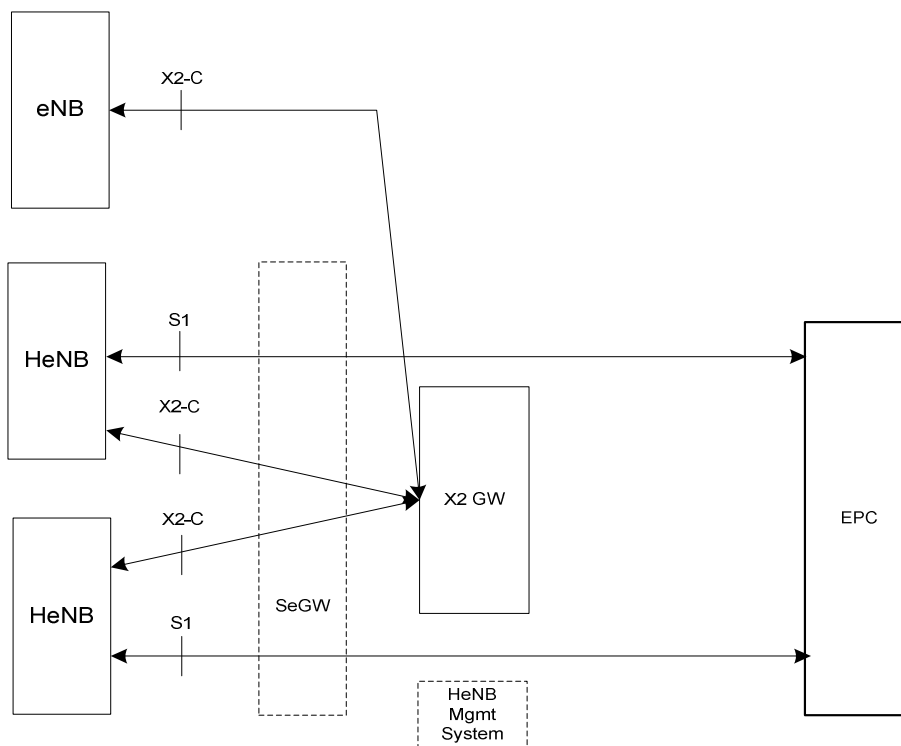 X2-C
eNB
S1
HeNB
X2-C
X2 GW
X2-C
EPC
SeGW
HeNB
S1
HeNB
Mgmt
System